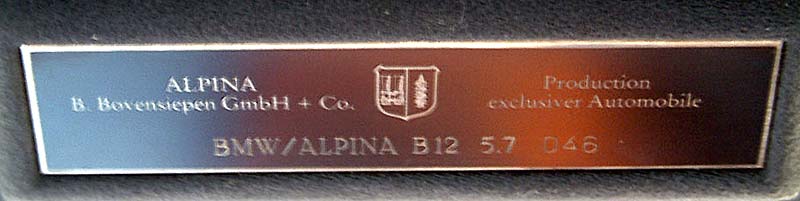 ALPINA
B. Bovensiepen GmbH + Co.
Production
exclusiver Automobile
BMW/ALPINA B12 5.7 046